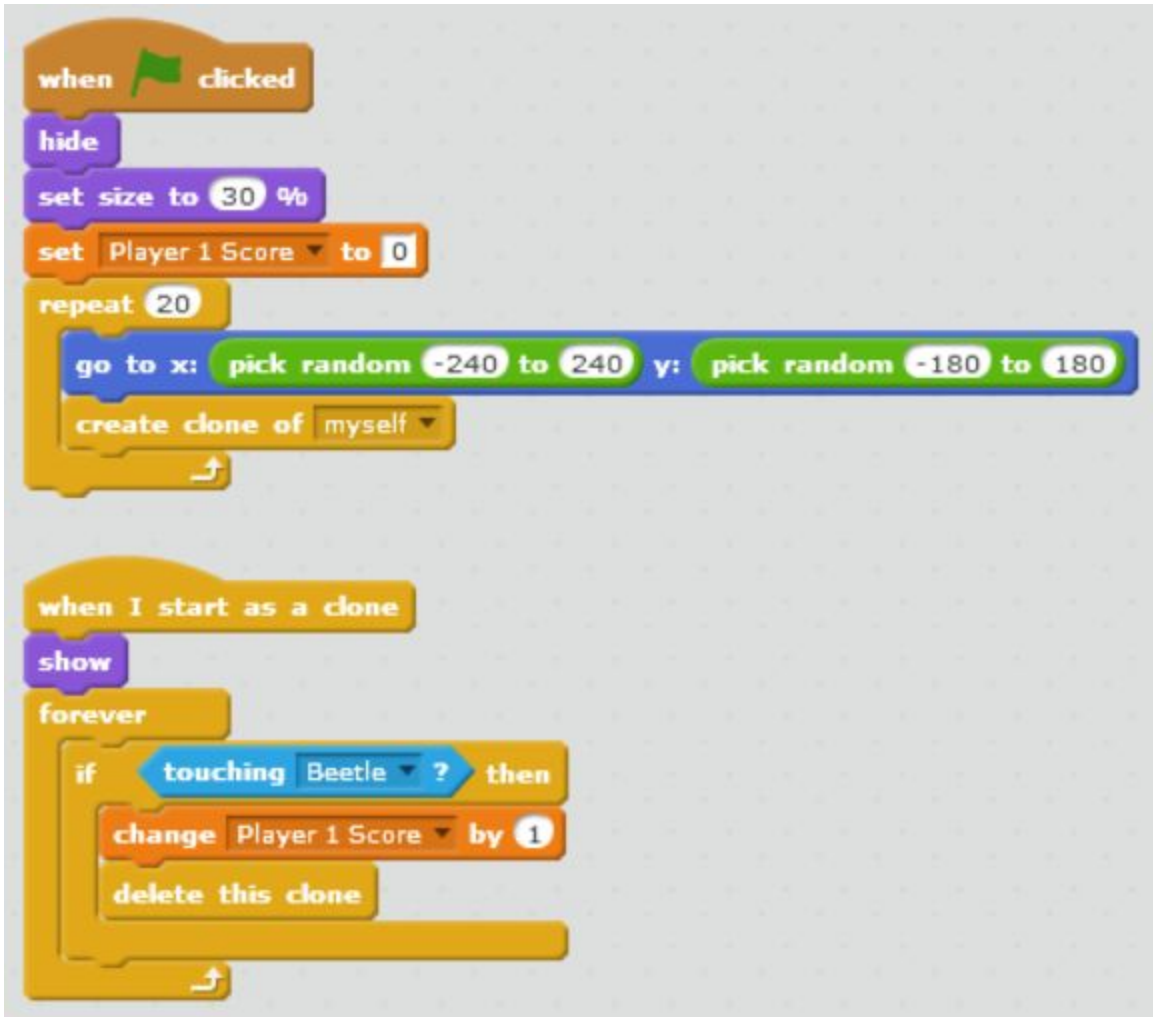 when clicked
hide
set size to 30 %
set Player 1 Score to 0
repeat 20
go to x: pick random -240 to 240 y: pick random -180 to 180
create clone of myself
when I start as a clone
show
forever
if touching Beetle ? then
change Player 1 Score by 1
delete this clone